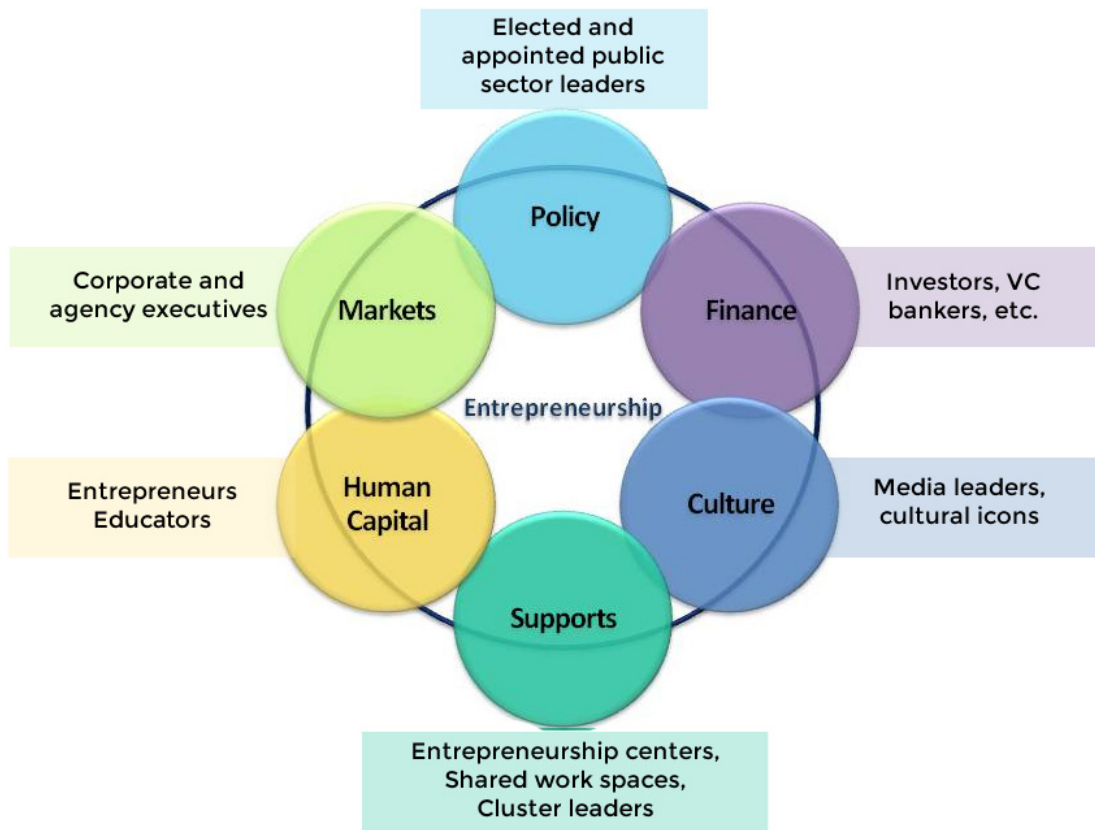 Elected and
appointed public
sector leaders
Policy
Corporate and
agency executives
Markets
Finance
Investors, VC
bankers, etc.
Entrepreneurship
Entrepreneurs
Educators
Human
Capital
Culture
Media leaders,
cultural icons
Supports
Entrepreneurship centers,
Shared work spaces,
Cluster leaders